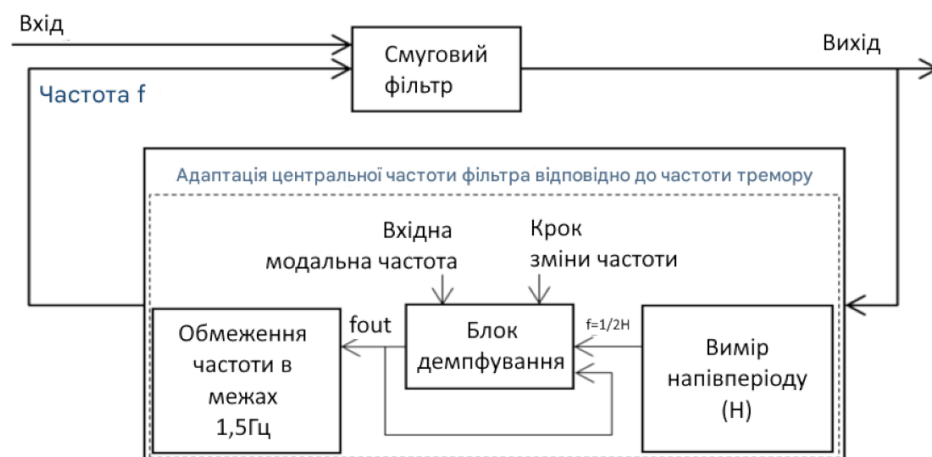 Вхід
Смуговий
фільтр
Вихід
Частота f
Адаптація центральної частоти фільтра відповідно до частоти тремору
Вхідна
модальна частота
Крок
зміни частоти
Обмеження
частоти в
межах
1,5Гц
fout
Блок
демпфування
f=1/2H
Вимір
напівперіоду
(H)